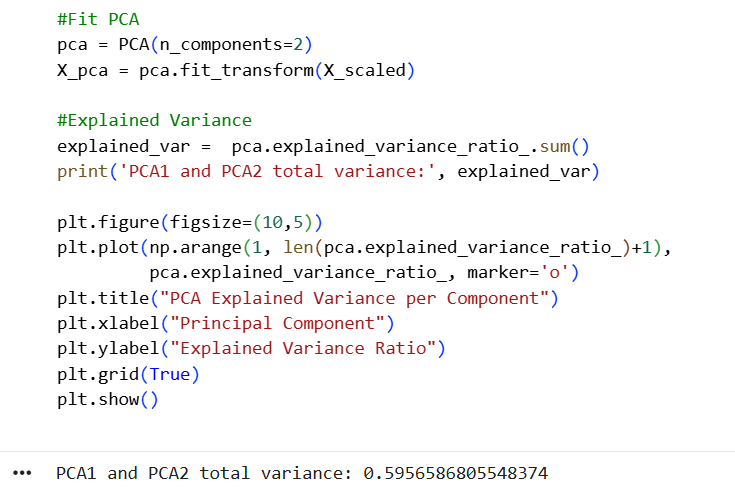 #Fit PCA
pca = PCA(n_components=2)
X_pca = pca.fit_transform(X_scaled)
#Explained Variance
explained_var =  pca.explained_variance_ratio_.sum()
print('PCA1 and PCA2 total variance:', explained_var)
plt.figure(figsize=(10,5))
plt.plot(np.arange(1, len(pca.explained_variance_ratio_)+1),
         pca.explained_variance_ratio_, marker='o')
plt.title("PCA Explained Variance per Component")
plt.xlabel("Principal Component")
plt.ylabel("Explained Variance Ratio")
plt.grid(True)
plt.show()
••• PCA1 and PCA2 total variance: 0.5956586805548374